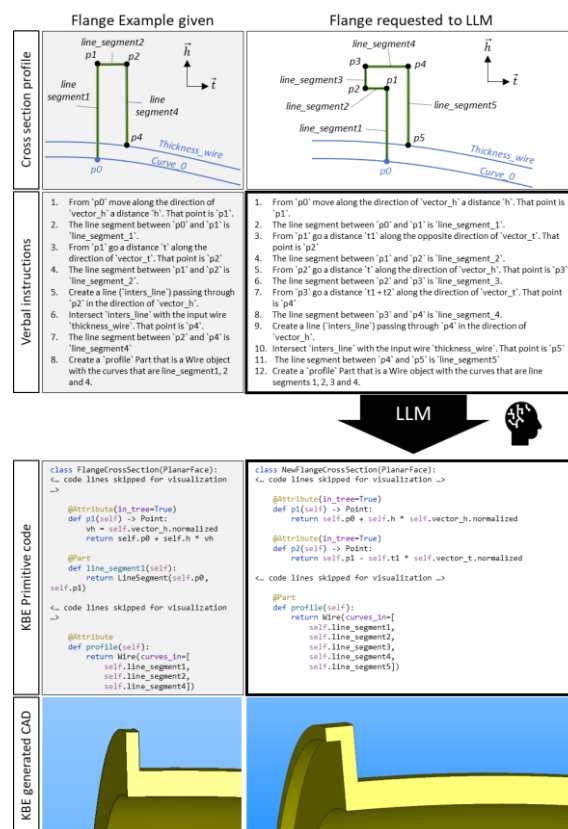 Flange Example given
Flange requested to LLM
Cross section profile
line_segment2
p1
p2
line
segment1
line
segment4
p4
p0
h
t
Thickness_wire
Curve_0
line_segment4
p3
p4
line_segment3
p1
p2
line_segment2
line_segment5
line_segment1
p5
p0
h
t
Thickness_wire
Curve_0
Verbal instructions
1. From `p0` move along the direction of
`vector_h` a distance `h`. That point is `p1`.
2. The line segment between `p0` and `p1` is
`line_segment_1`.
3. From `p1` go a distance `t` along the
direction of `vector_t`. That point is `p2`
4. The line segment between `p1` and `p2` is
`line_segment_2`.
5. Create a line (`inters_line`) passing through
`p2` in the direction of `vector_h`.
6. Intersect `inters_line` with the input wire
`thickness_wire`. That point is `p4`.
7. The line segment between `p2` and `p4` is
`line_segment4`
8. Create a `profile` Part that is a Wire object
with the curves that are line_segment1, 2
and 4.
1. From `p0` move along the direction of
`vector_h` a distance `h`. That point is
`p1`.
2. The line segment between `p0` and `p1` is `line_segment_1`.
3. From `p1` go a distance `t1` along the
opposite direction of `vector_t`. That
point is `p2`
4. The line segment between `p1` and `p2` is `line_segment_2`.
5. From `p2` go a distance `t` along the
direction of `vector_h`. That point is `p3`
6. The line segment between `p2` and `p3` is `line_segment_3.
7. From `p3` go a distance `t1 + t2` along the
direction of `vector_t`. That point
is `p4`
8. The line segment between `p3` and `p4` is `line_segment_4.
9. Create a line (`inters_line`) passing through `p4` in the direction of
`vector_h`.
10. Intersect `inters_line` with the input wire `thickness_wire`. That point is `p5`
11. The line segment between `p4` and `p5` is `line_segment5`
12. Create a `profile` Part that is a Wire object with the curves that are line
segments 1, 2, 3 and 4.
LLM
KBE Primitive code
class FlangeCrossSection(PlanarFace):
<… code lines skipped for visualization
…>
@Attribute(in_tree=True)
def p1(self) -> Point:
vh = self.vector_h.normalized
return self.p0 + self.h * vh
@Part
def line_segment1(self):
return LineSegment(self.p0,
self.p1)
<… code lines skipped for visualization
…>
@Attribute
def profile(self):
return Wire(curves_in=[
self.line_segment1,
self.line_segment2,
self.line_segment4])
class NewFlangeCrossSection(PlanarFace):
<… code lines skipped for visualization …>
@Attribute(in_tree=True)
def p1(self) -> Point:
return self.p0 + self.h * self.vector_h.normalized
@Attribute(in_tree=True)
def p2(self) -> Point:
return self.p1 - self.t1 * self.vector_t.normalized
<… code lines skipped for visualization …>
@Part
def profile(self):
return Wire(curves_in=[
self.line_segment1,
self.line_segment2,
self.line_segment3,
self.line_segment4,
self.line_segment5])
KBE generated CAD